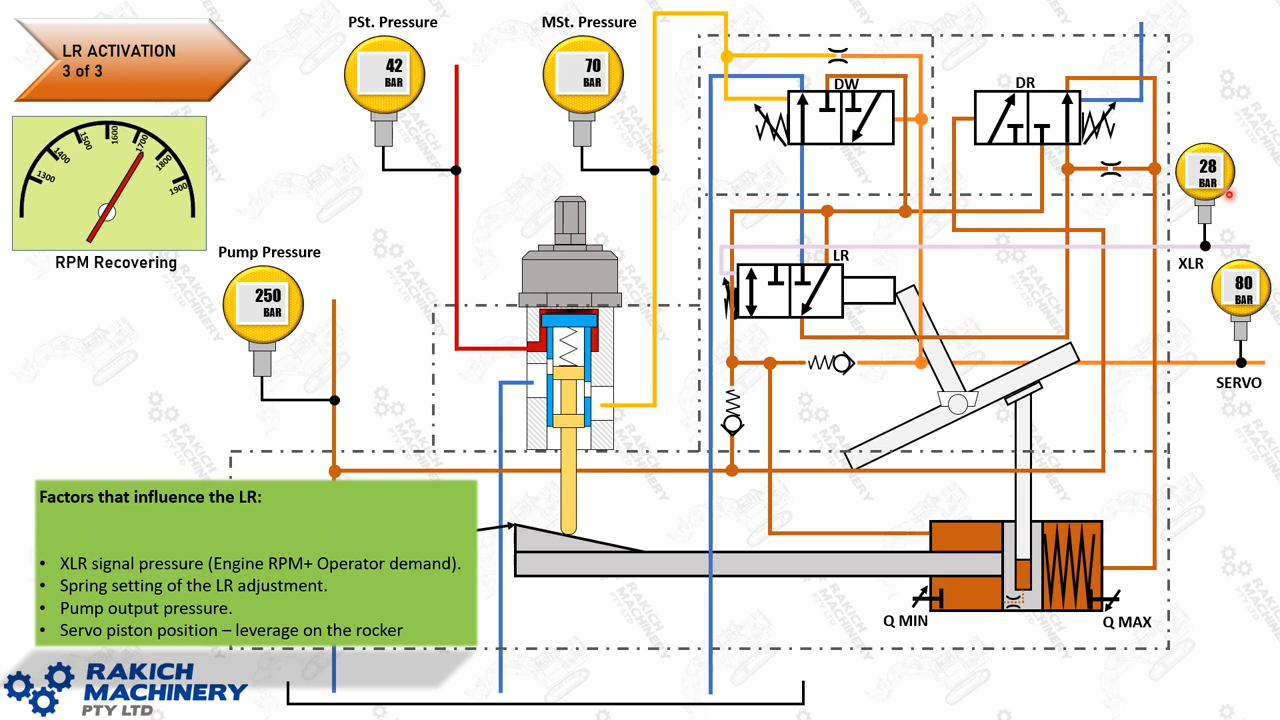 LR ACTIVATION
3 of 3
PSt. Pressure
42
BAR
MSt. Pressure
70
BAR
1300
1400
1500
1600
1700
1800
1900
RPM Recovering
Pump Pressure
250
BAR
DW
DR
28
BAR
XLR
LR
80
BAR
SERVO
Factors that influence the LR:
• XLR signal pressure (Engine RPM+ Operator demand).
• Spring setting of the LR adjustment.
• Pump output pressure.
• Servo piston position – leverage on the rocker
Q MIN
Q MAX
RAKICH
MACHINERY
PTY LTD